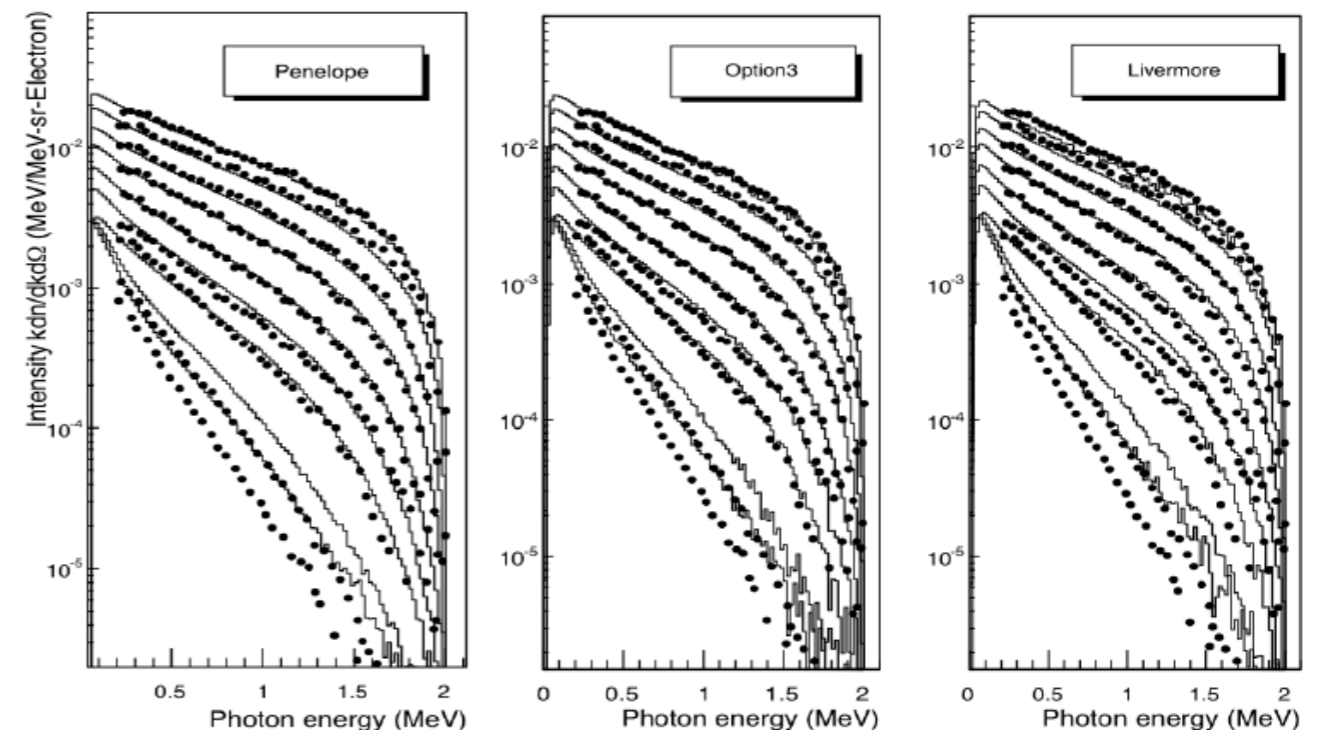 Intensity kdn/dkdΩ (MeV/MeV-sr-Electron)
Penelope
10⁻²
10⁻³
10⁻⁴
10⁻⁵
0.5 1 1.5 2
Photon energy (MeV)
Option3
10⁻²
10⁻³
10⁻⁴
10⁻⁵
0 0.5 1 1.5 2
Photon energy (MeV)
Livermore
10⁻²
10⁻³
10⁻⁴
10⁻⁵
0 0.5 1 1.5 2
Photon energy (MeV)